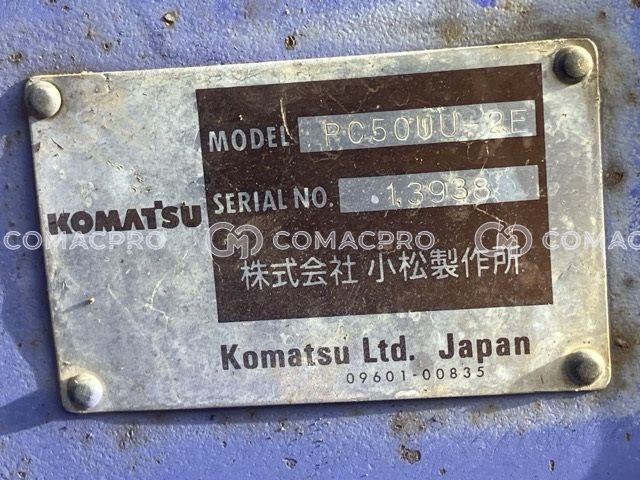 MODEL PC50UU-2E
SERIAL NO. 13938
KOMATSU
COMACPRO COMACPRO COMACPRO
株式会社 小松製作所
Komatsu Ltd. Japan
09601-00835